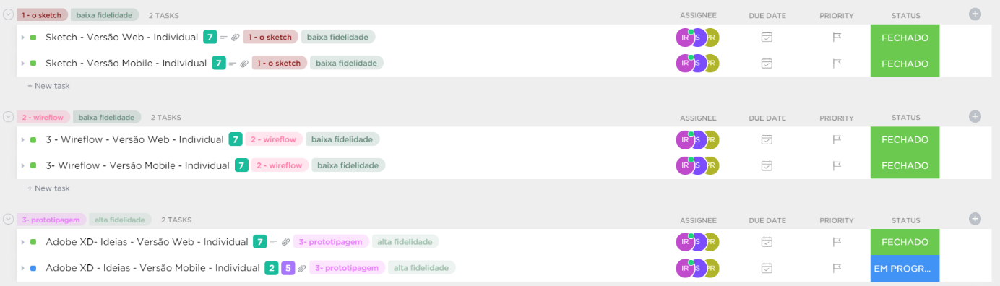 1 - o sketch baixa fidelidade 2 TASKS ASSIGNEE DUE DATE PRIORITY STATUS
Sketch - Versão Web - Individual 7 1 - o sketch baixa fidelidade IR S PR FECHADO
Sketch - Versão Mobile - Individual 7 1 - o sketch baixa fidelidade IR S PR FECHADO
+ New task
2 - wireflow baixa fidelidade 2 TASKS ASSIGNEE DUE DATE PRIORITY STATUS
3 - Wireflow - Versão Web - Individual 7 2 - wireflow baixa fidelidade IR S PR FECHADO
3- Wireflow - Versão Mobile - Individual 7 2 - wireflow baixa fidelidade IR S PR FECHADO
+ New task
3- prototipagem alta fidelidade 2 TASKS ASSIGNEE DUE DATE PRIORITY STATUS
Adobe XD- Ideias - Versão Web - Individual 7 3- prototipagem alta fidelidade IR S PR FECHADO
Adobe XD - Ideias - Versão Mobile - Individual 2 5 3- prototipagem alta fidelidade IR S PR EM PROGR...